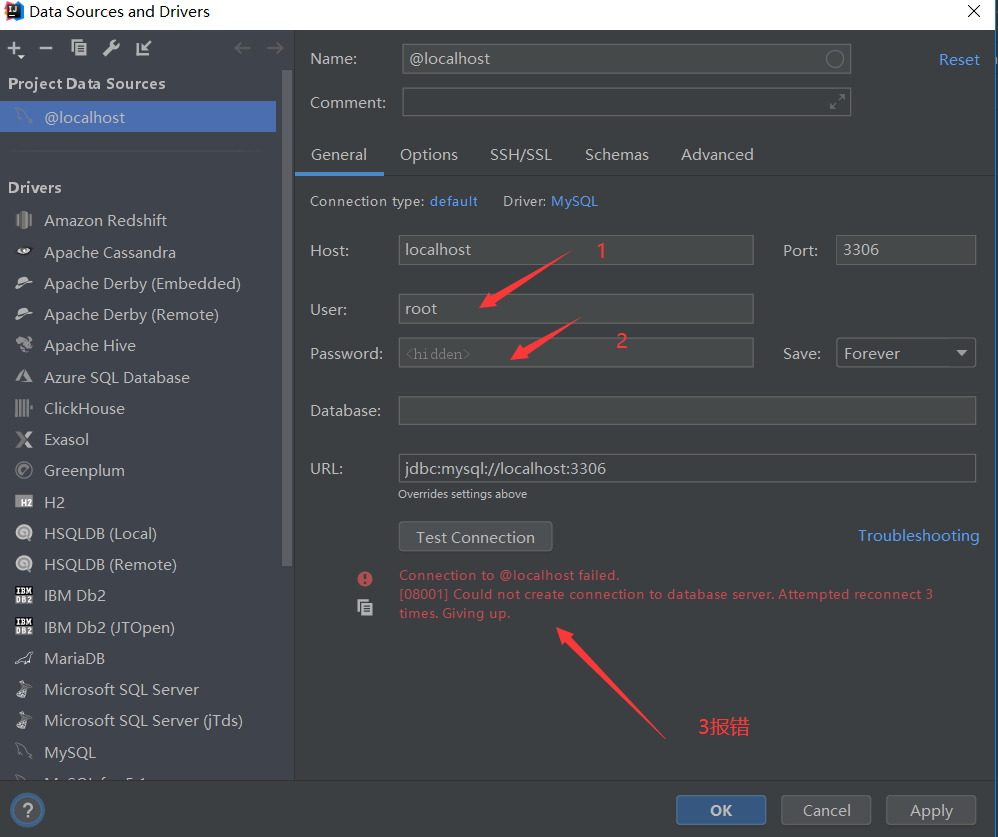 Data Sources and Drivers
Project Data Sources
@localhost
Drivers
Amazon Redshift
Apache Cassandra
Apache Derby (Embedded)
Apache Derby (Remote)
Apache Hive
Azure SQL Database
ClickHouse
Exasol
Greenplum
H2
HSQLDB (Local)
HSQLDB (Remote)
IBM Db2
IBM Db2 (JTOpen)
MariaDB
Microsoft SQL Server
Microsoft SQL Server (jTds)
MySQL
Name: @localhost
Reset
Comment:
General Options SSH/SSL Schemas Advanced
Connection type: default Driver: MySQL
Host: localhost 1 Port: 3306
User: root
Password: <hidden> 2 Save: Forever
Database:
URL: jdbc:mysql://localhost:3306
Overrides settings above
Test Connection Troubleshooting
Connection to @localhost failed.
[08001] Could not create connection to database server. Attempted reconnect 3
times. Giving up.
3报错
? OK Cancel Apply